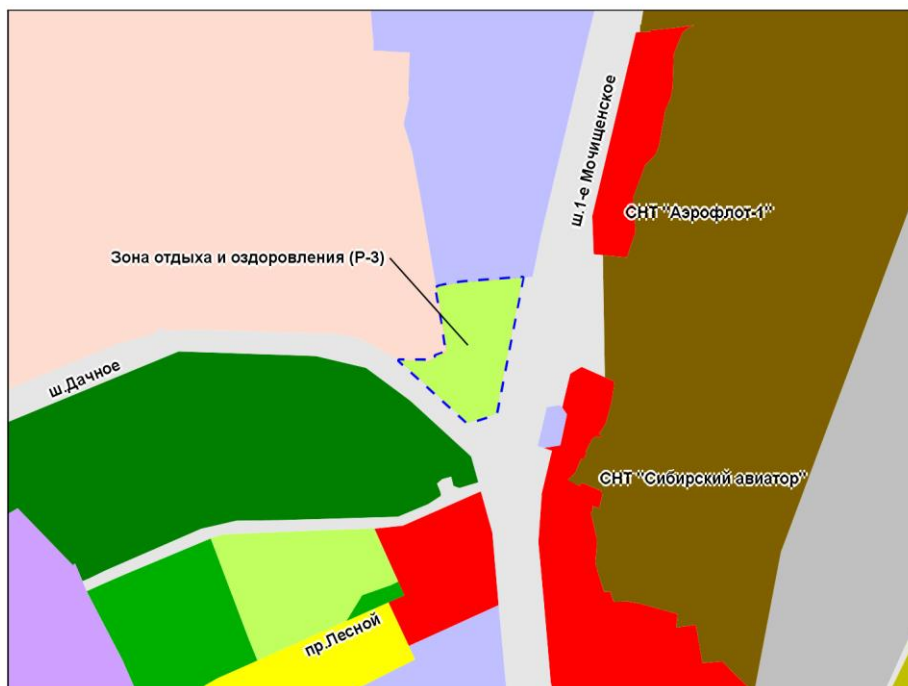 ш.1-е Мочищенское
СНТ "Аэрофлот-1"
Зона отдыха и оздоровления (Р-3)
ш.Дачное
СНТ "Сибирский авиатор"
пр.Лесной